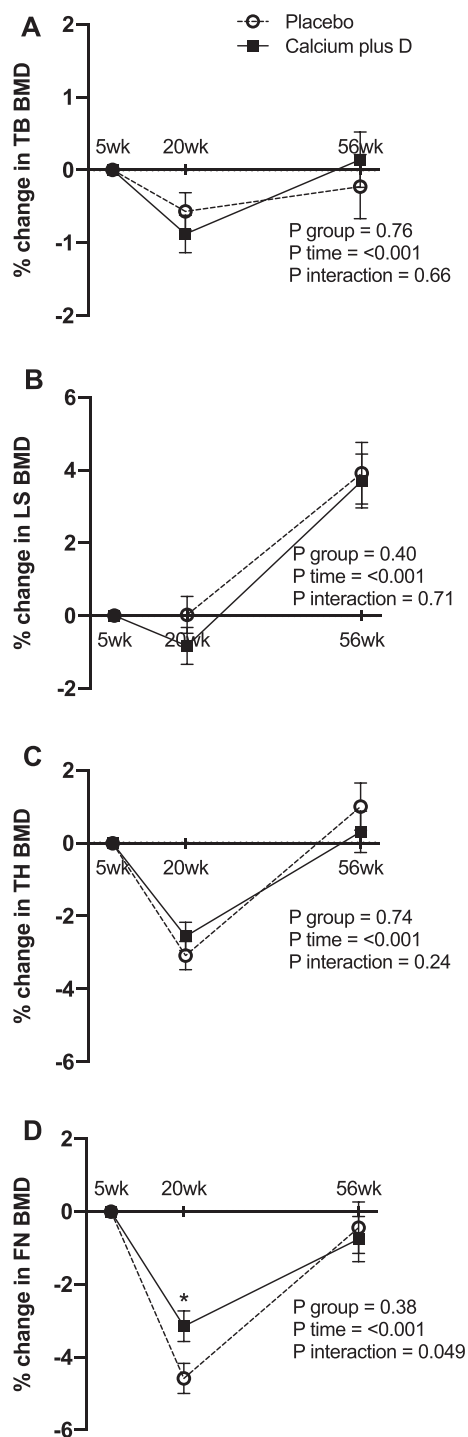 A
Placebo
Calcium plus D
% change in TB BMD
2
1
0
-1
-2
5wk
20wk
56wk
P group = 0.76
P time = <0.001
P interaction = 0.66
B
% change in LS BMD
6
4
2
0
-2
5wk
20wk
56wk
P group = 0.40
P time = <0.001
P interaction = 0.71
C
% change in TH BMD
2
0
-2
-4
-6
5wk
20wk
56wk
P group = 0.74
P time = <0.001
P interaction = 0.24
D
% change in FN BMD
2
0
-2
-4
-6
5wk
20wk
56wk
*
P group = 0.38
P time = <0.001
P interaction = 0.049